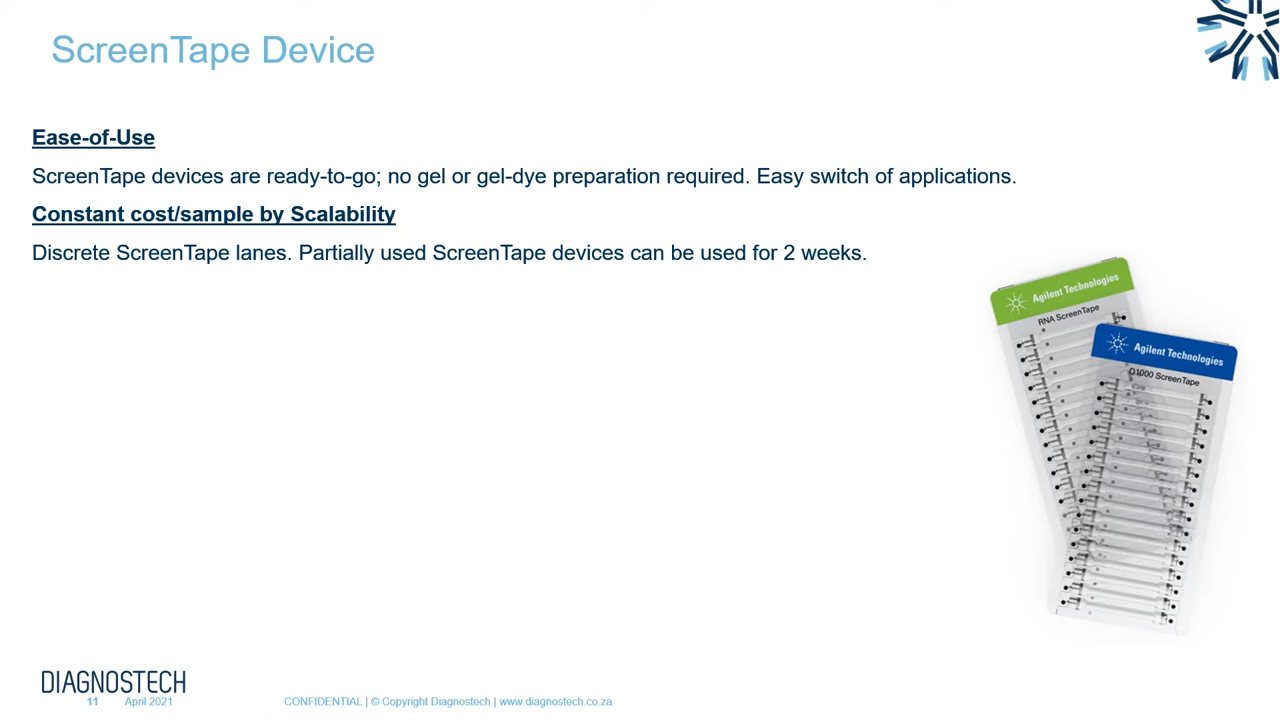 ScreenTape Device
Ease-of-Use
ScreenTape devices are ready-to-go; no gel or gel-dye preparation required. Easy switch of applications.
Constant cost/sample by Scalability
Discrete ScreenTape lanes. Partially used ScreenTape devices can be used for 2 weeks.
Agilent Technologies
RNA ScreenTape
Agilent Technologies
D1000 ScreenTape
DIAGNOSTECH
11 April 2021 CONFIDENTIAL | © Copyright Diagnostech | www.diagnostech.co.za